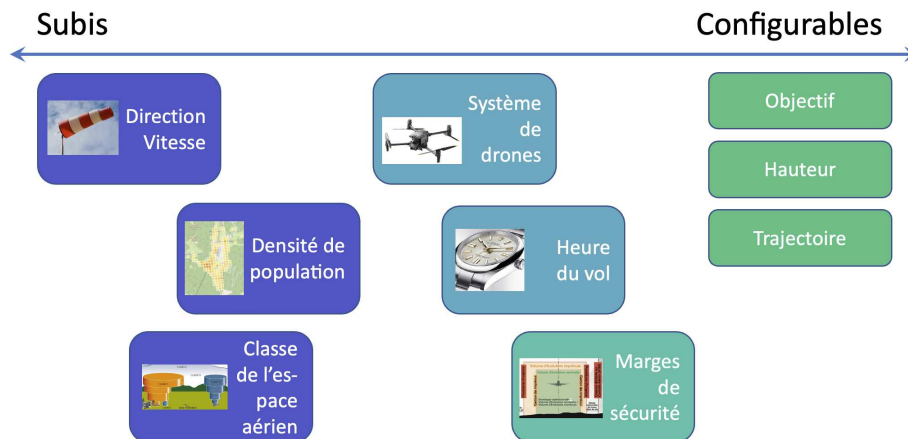 Subis
Configurables
Direction
Vitesse
Système
de
drones
Objectif
Hauteur
Trajectoire
Densité de
population
Heure
du vol
Classe
de l'es-
pace
aérien
Marges
de
sécurité